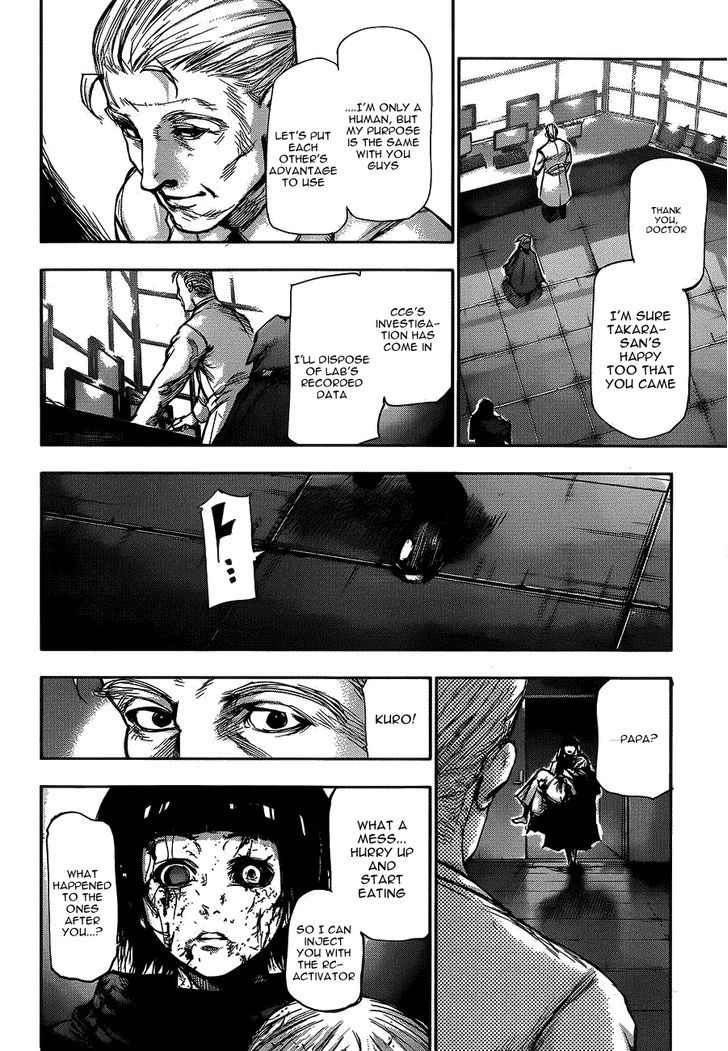 THANK
YOU,
DOCTOR
I'M SURE
TAKARA-
SAN'S
HAPPY
TOO THAT
YOU CAME
....I'M ONLY A
HUMAN, BUT
MY PURPOSE
IS THE SAME
WITH YOU
GUYS
LET'S PUT
EACH
OTHER'S
ADVANTAGE
TO USE
CCG'S
INVESTIGA-
TION HAS
COME IN
I'LL DISPOSE
OF LAB'S
RECORDED
DATA
ト...
PAPA?
KURO!
WHAT A
MESS...
HURRY UP
AND
START
EATING
SO I CAN
INJECT
YOU WITH
THE RC-
ACTIVATOR
WHAT
HAPPENED
TO THE
ONES
AFTER
YOU...?